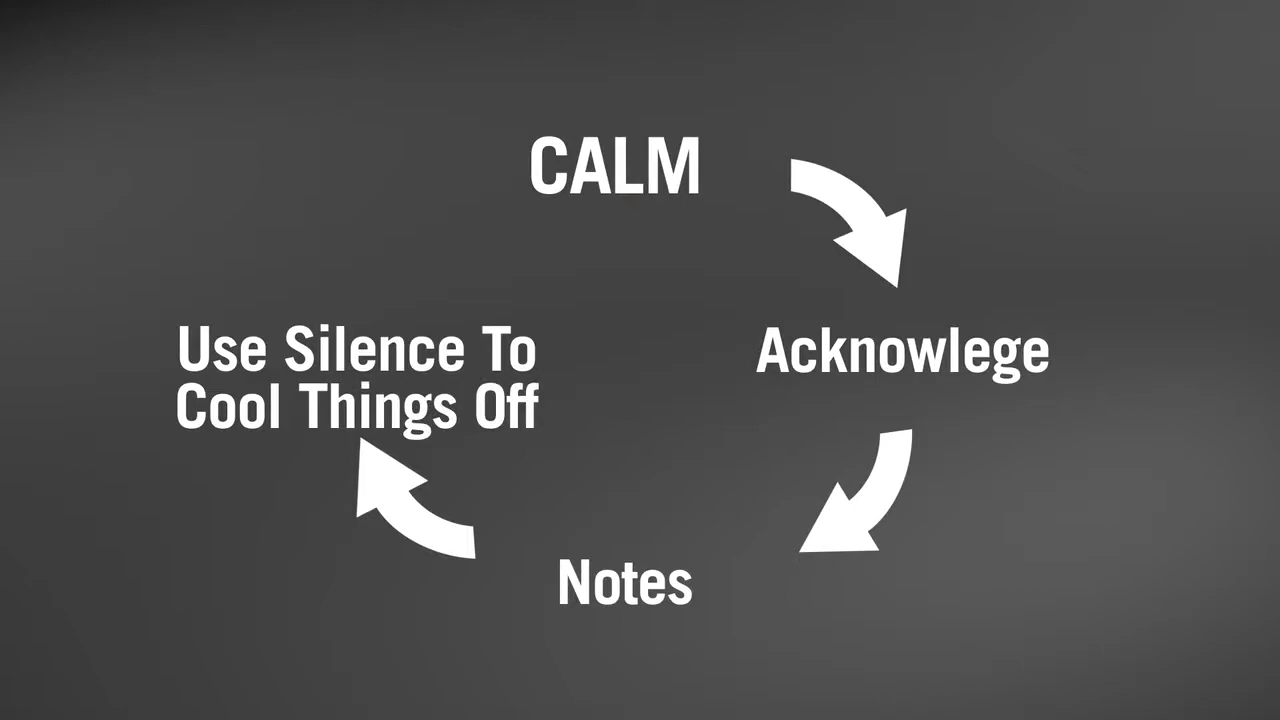 CALM
Acknowlege
Notes
Use Silence To
Cool Things Off